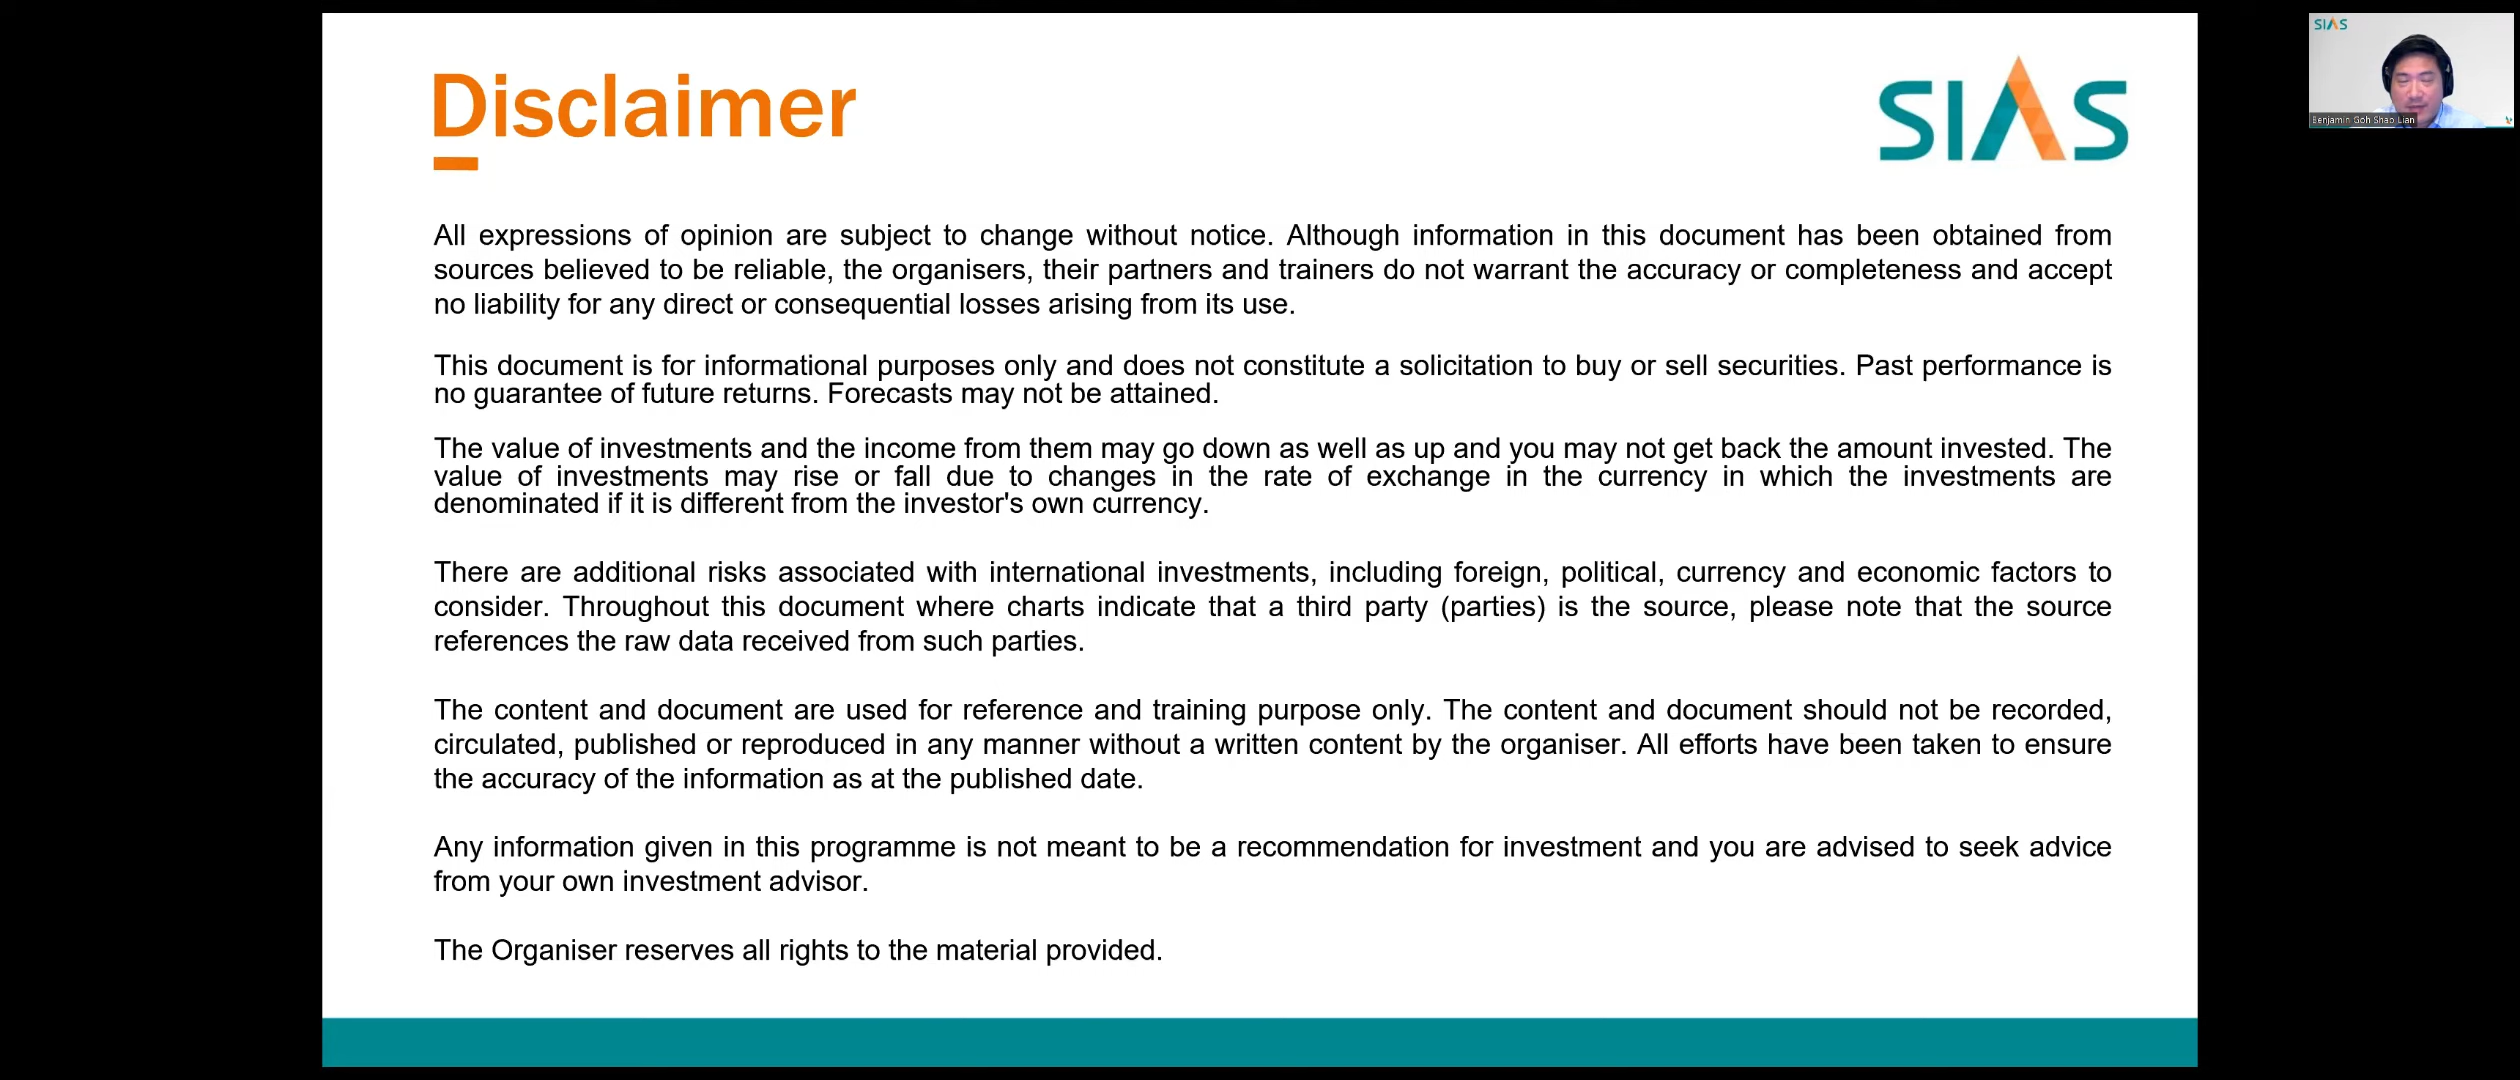 Disclaimer
SIAS
All expressions of opinion are subject to change without notice. Although information in this document has been obtained from
sources believed to be reliable, the organisers, their partners and trainers do not warrant the accuracy or completeness and accept
no liability for any direct or consequential losses arising from its use.
This document is for informational purposes only and does not constitute a solicitation to buy or sell securities. Past performance is
no guarantee of future returns. Forecasts may not be attained.
The value of investments and the income from them may go down as well as up and you may not get back the amount invested. The
value of investments may rise or fall due to changes in the rate of exchange in the currency in which the investments are
denominated if it is different from the investor's own currency.
There are additional risks associated with international investments, including foreign, political, currency and economic factors to
consider. Throughout this document where charts indicate that a third party (parties) is the source, please note that the source
references the raw data received from such parties.
The content and document are used for reference and training purpose only. The content and document should not be recorded,
circulated, published or reproduced in any manner without a written content by the organiser. All efforts have been taken to ensure
the accuracy of the information as at the published date.
Any information given in this programme is not meant to be a recommendation for investment and you are advised to seek advice
from your own investment advisor.
The Organiser reserves all rights to the material provided.
SIAS
Benjamin Goh Shao Lian